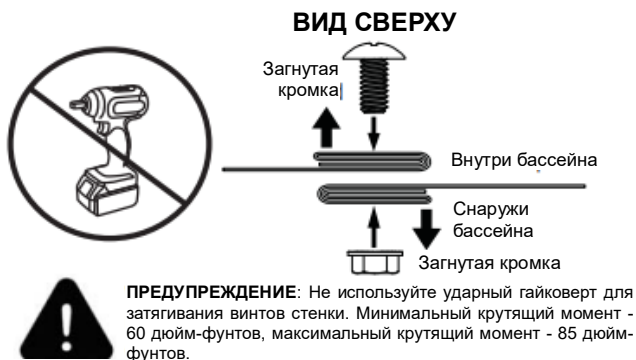 ВИД СВЕРХУ
Загнутая
кромка
Внутри бассейна
Снаружи
бассейна
Загнутая кромка
ПРЕДУПРЕЖДЕНИЕ: Не используйте ударный гайковерт для
затягивания винтов стенки. Минимальный крутящий момент -
60 дюйм-фунтов, максимальный крутящий момент - 85 дюйм-
фунтов.